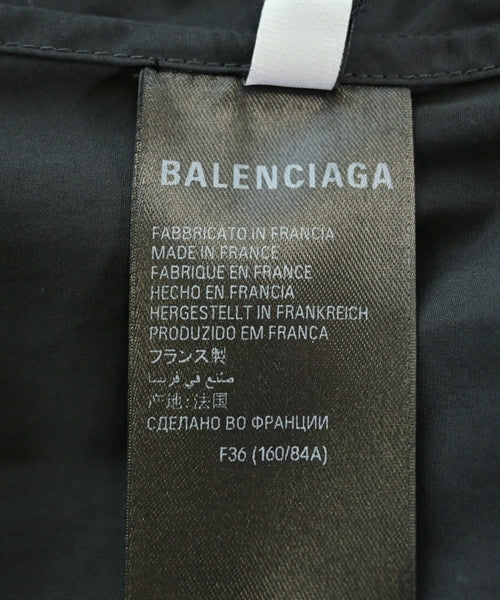 BALENCIAGA
FABBRICATO IN FRANCIA
MADE IN FRANCE
FABRIQUE EN FRANCE
HECHO EN FRANCIA
HERGESTELLT IN FRANKREICH
PRODUZIDO EM FRANÇA
フランス製
صنع في فرنسا
产地:法国
СДЕЛАНО ВО ФРАНЦИИ
F36 (160/84A)